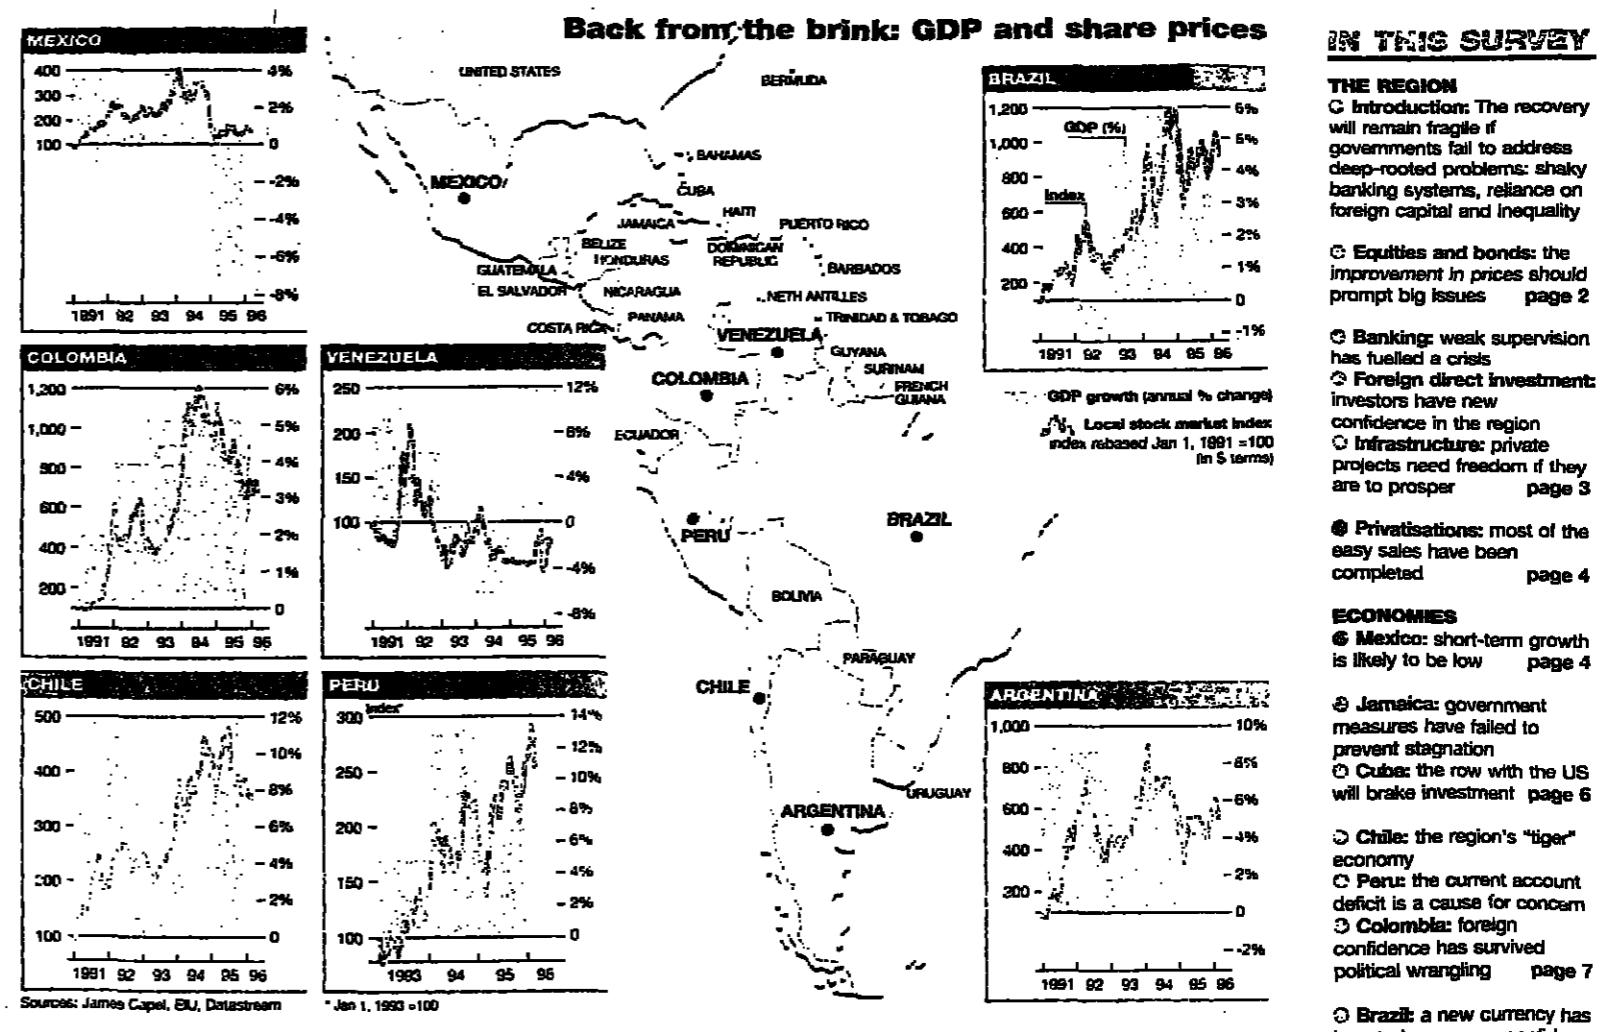 Back from the brink: GDP and share prices
MEXICO
400
300
200
100
4%
2%
0
-2%
-4%
-6%
-8%
1991 92 93 94 95 96
COLOMBIA
1,200
1,000
800
600
400
200
6%
5%
4%
3%
2%
1%
0
1991 92 93 94 95 96
VENEZUELA
250
200
150
100
12%
8%
4%
0
-4%
-8%
1991 92 93 94 95 96
CHILE
500
400
300
200
100
12%
10%
8%
6%
4%
2%
0
1991 92 93 94 95 96
PERU
Index*
300
250
200
150
100
14%
12%
10%
8%
6%
4%
2%
0
1993 94 95 96
Sources: James Capel, EIU, Datastream
* Jan 1, 1993 =100
UNITED STATES
BERMUDA
BAHAMAS
MEXICO
CUBA
HAITI
JAMAICA
PUERTO RICO
BELIZE
DOMINICAN
REPUBLIC
HONDURAS
GUATEMALA
BARBADOS
EL SALVADOR
NICARAGUA
NETH ANTILLES
PANAMA
TRINIDAD & TOBAGO
COSTA RICA
VENEZUELA
GUYANA
SURINAM
COLOMBIA
FRENCH
GUIANA
ECUADOR
BRAZIL
PERU
BOLIVIA
PARAGUAY
CHILE
URUGUAY
ARGENTINA
BRAZIL
1,200
1,000
800
600
400
200
GDP (%)
Index
6%
5%
4%
3%
2%
1%
0
-1%
1991 92 93 94 95 96
GDP growth (annual % change)
Local stock market index
index rebased Jan 1, 1991 =100
(in $ terms)
ARGENTINA
1,000
800
600
400
200
10%
8%
6%
4%
2%
0
-2%
1991 92 93 94 95 96
IN THIS SURVEY
THE REGION
Introduction: The recovery
will remain fragile if
governments fail to address
deep-rooted problems: shaky
banking systems, reliance on
foreign capital and inequality
Equities and bonds: the
improvement in prices should
prompt big issues page 2
Banking: weak supervision
has fuelled a crisis
Foreign direct investment:
investors have new
confidence in the region
Infrastructure: private
projects need freedom if they
are to prosper page 3
Privatisations: most of the
easy sales have been
completed page 4
ECONOMIES
Mexico: short-term growth
is likely to be low page 4
Jamaica: government
measures have failed to
prevent stagnation
Cuba: the row with the US
will brake investment page 6
Chile: the region's "tiger"
economy
Peru: the current account
deficit is a cause for concern
Colombia: foreign
confidence has survived
political wrangling page 7
Brazil: a new currency has